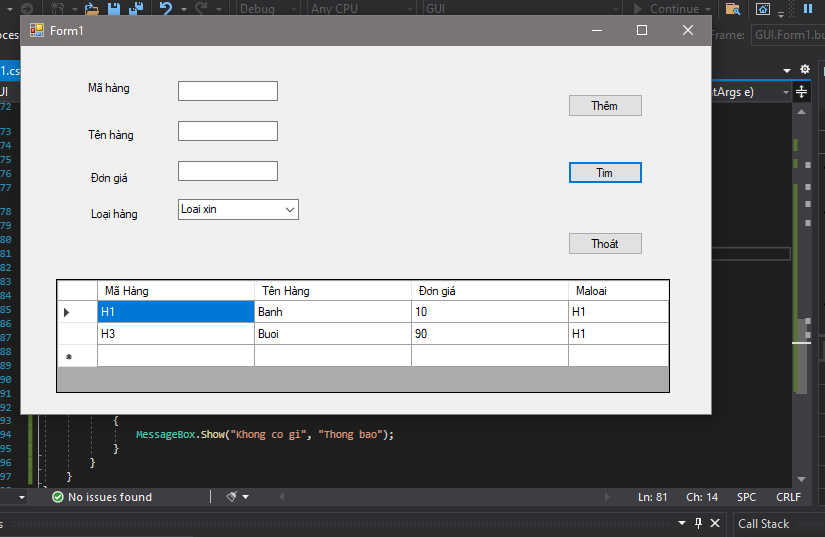 Debug Any CPU GUI Continue
Form1
ocess
Frame: GUI.Form1.bu
1.cs
UI
ntArgs e)
Mã hàng
Thêm
Tên hàng
Đơn giá
Tìm
Loại hàng Loai xin
Thoát
Mã Hàng Tên Hàng Đơn giá Maloai
H1 Banh 10 H1
H3 Buoi 90 H1
72
73
74
75
76
77
78
79
80
81
82
83
84
85
86
87
88
89
90
91
92
93 {
94 MessageBox.Show("Khong co gi", "Thong bao");
95 }
96 }
97 }
No issues found Ln: 81 Ch: 14 SPC CRLF
s Call Stack